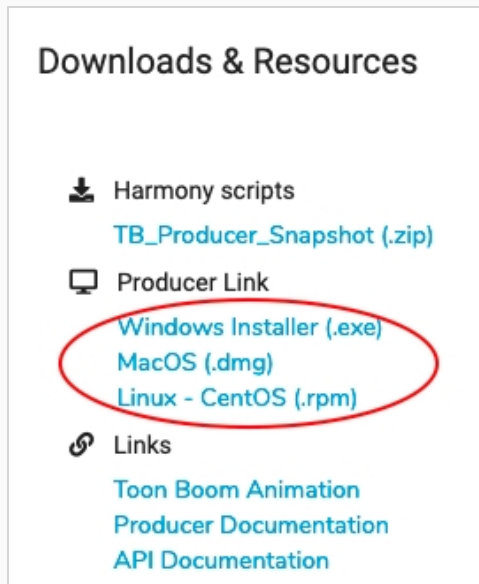 Downloads & Resources
Harmony scripts
TB_Producer_Snapshot (.zip)
Producer Link
Windows Installer (.exe)
MacOS (.dmg)
Linux - CentOS (.rpm)
Links
Toon Boom Animation
Producer Documentation
API Documentation